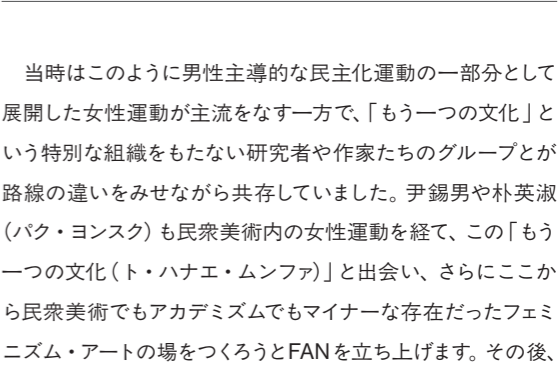 当時はこのように男性主導的な民主化運動の一部分として
展開した女性運動が主流をなす一方で、「もう一つの文化」と
いう特別な組織をもたない研究者や作家たちのグループとが
路線の違いをみせながら共存していました。尹錫男や朴英淑
（パク・ヨンスク）も民衆美術内の女性運動を経て、この「もう
一つの文化（ト・ハナエ・ムンファ）」と出会い、さらにここか
ら民衆美術でもアカデミズムでもマイナーな存在だったフェミ
ニズム・アートの場をつくろうとFANを立ち上げます。その後、